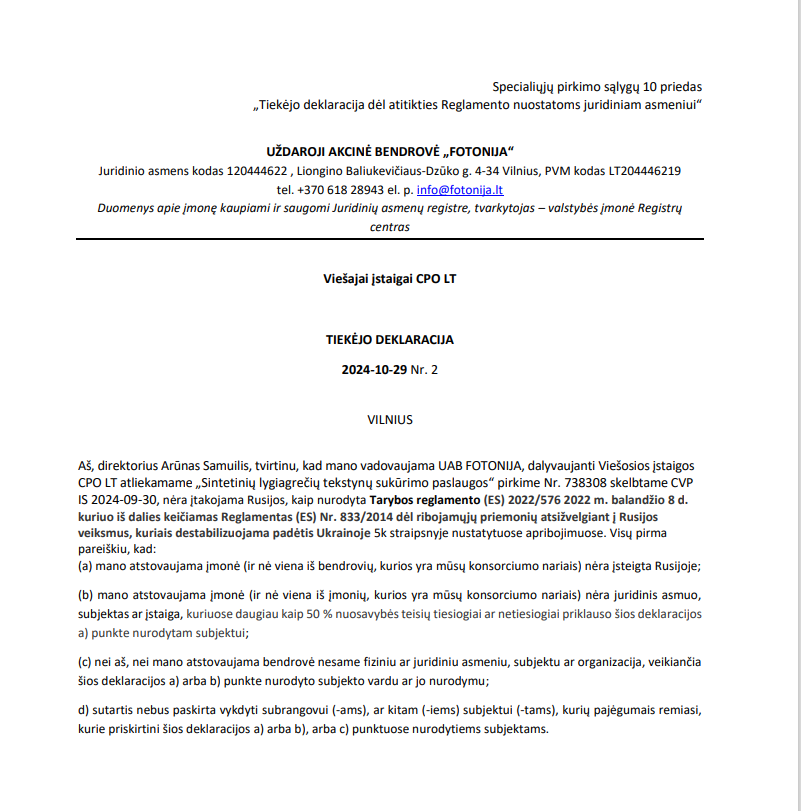 Specialiųjų pirkimo sąlygų 10 priedas
„Tiekėjo deklaracija dėl atitikties Reglamento nuostatoms juridiniam asmeniui“
UŽDAROJI AKCINĖ BENDROVĖ „FOTONIJA“
Juridinio asmens kodas 120444622 , Liongino Baliukevičiaus-Dzūko g. 4-34 Vilnius, PVM kodas LT204446219
tel. +370 618 28943 el. p. info@fotonija.lt
Duomenys apie įmonę kaupiami ir saugomi Juridinių asmenų registre, tvarkytojas – valstybės įmonė Registrų
centras
Viešajai įstaigai CPO LT
TIEKĖJO DEKLARACIJA
2024-10-29 Nr. 2
VILNIUS
Aš, direktorius Arūnas Samuilis, tvirtinu, kad mano vadovaujama UAB FOTONIJA, dalyvaujanti Viešosios įstaigos
CPO LT atliekamame „Sintetinių lygiagrečių tekstynų sukūrimo paslaugos“ pirkime Nr. 738308 skelbtame CVP
IS 2024-09-30, nėra įtakojama Rusijos, kaip nurodyta Tarybos reglamento (ES) 2022/576 2022 m. balandžio 8 d.
kuriuo iš dalies keičiamas Reglamentas (ES) Nr. 833/2014 dėl ribojamųjų priemonių atsižvelgiant į Rusijos
veiksmus, kuriais destabilizuojama padėtis Ukrainoje 5k straipsnyje nustatytuose apribojimuose. Visų pirma
pareiškiu, kad:
(a) mano atstovaujama įmonė (ir nė viena iš bendrovių, kurios yra mūsų konsorciumo nariais) nėra įsteigta Rusijoje;
(b) mano atstovaujama įmonė (ir nė viena iš įmonių, kurios yra mūsų konsorciumo nariais) nėra juridinis asmuo,
subjektas ar įstaiga, kuriuose daugiau kaip 50 % nuosavybės teisių tiesiogiai ar netiesiogiai priklauso šios deklaracijos
a) punkte nurodytam subjektui;
(c) nei aš, nei mano atstovaujama bendrovė nesame fiziniu ar juridiniu asmeniu, subjektu ar organizacija, veikiančia
šios deklaracijos a) arba b) punkte nurodyto subjekto vardu ar jo nurodymu;
d) sutartis nebus paskirta vykdyti subrangovui (-ams), ar kitam (-iems) subjektui (-tams), kurių pajėgumais remiasi,
kurie priskirtini šios deklaracijos a) arba b), arba c) punktuose nurodytiems subjektams.